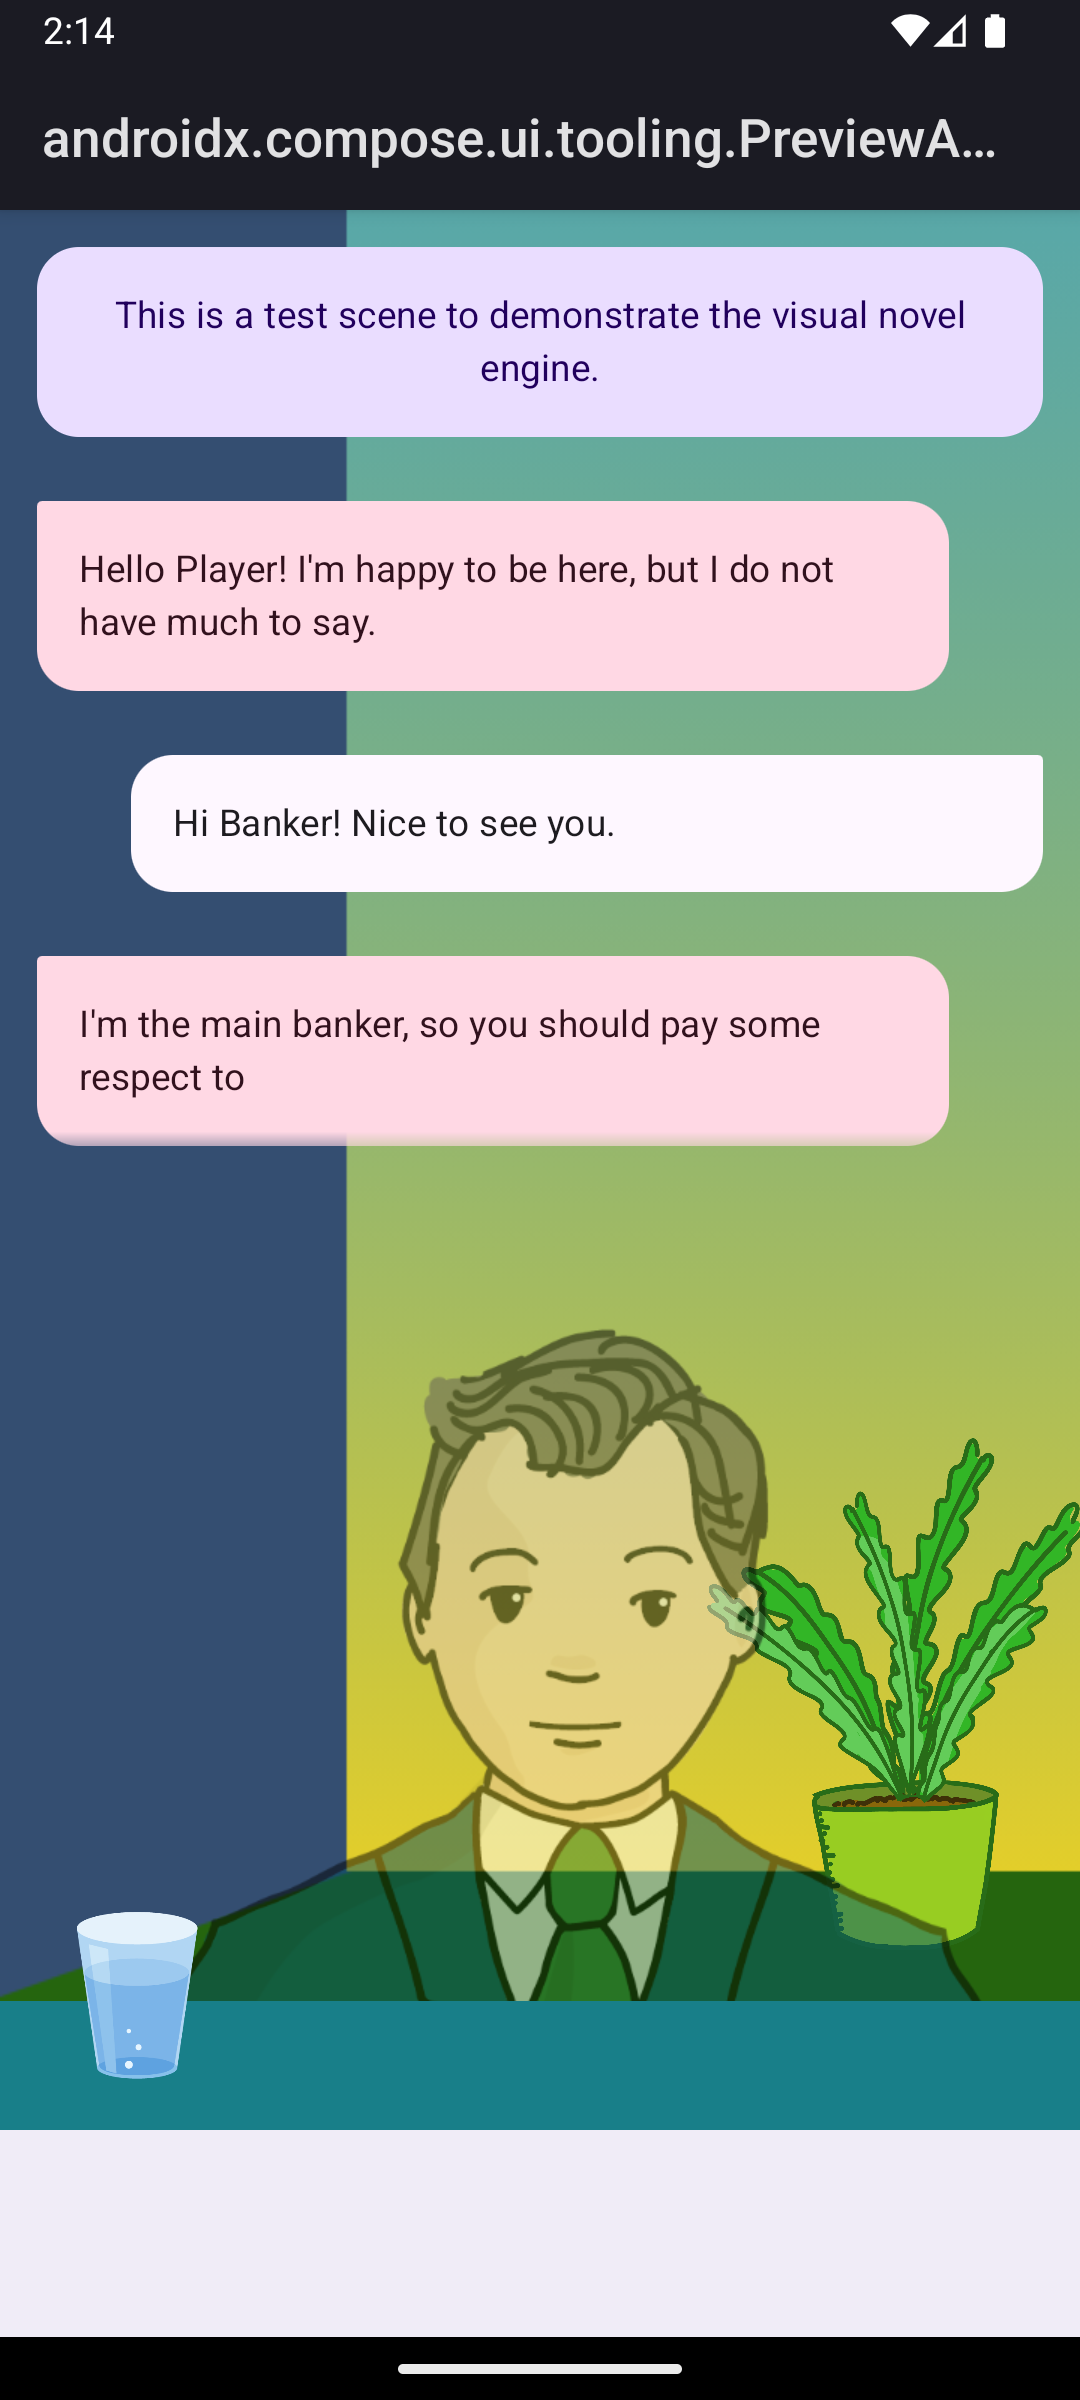 2:14
androidx.compose.ui.tooling.PreviewA...
This is a test scene to demonstrate the visual novel
engine.
Hello Player! I'm happy to be here, but I do not
have much to say.
Hi Banker! Nice to see you.
I'm the main banker, so you should pay some
respect to